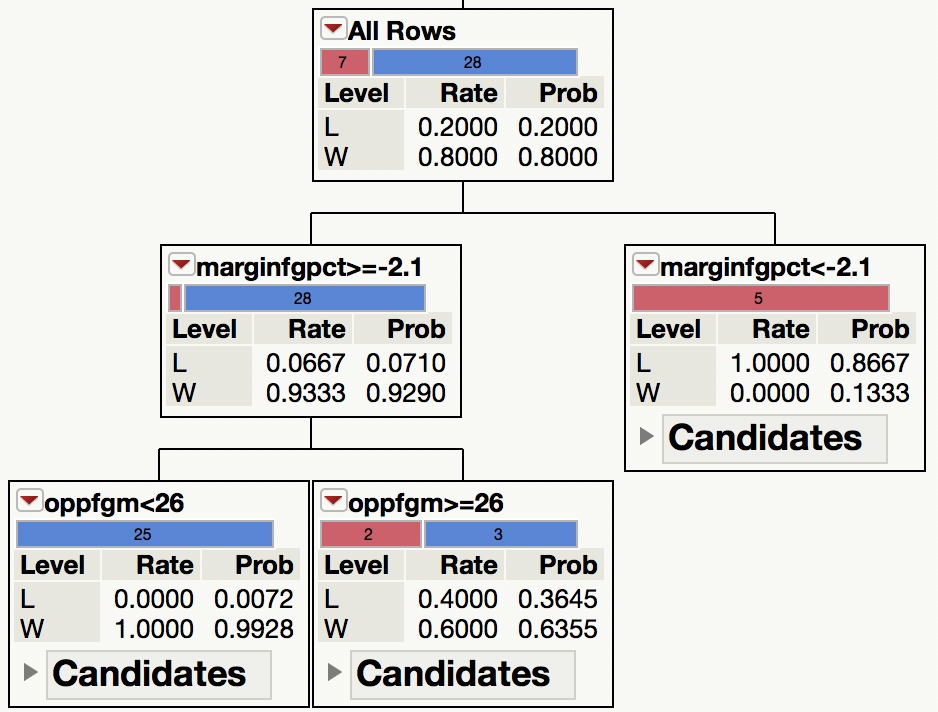 All Rows
7 28
Level Rate Prob
L 0.2000 0.2000
W 0.8000 0.8000
marginfgpct>=-2.1
28
Level Rate Prob
L 0.0667 0.0710
W 0.9333 0.9290
marginfgpct<-2.1
5
Level Rate Prob
L 1.0000 0.8667
W 0.0000 0.1333
Candidates
oppfgm<26
25
Level Rate Prob
L 0.0000 0.0072
W 1.0000 0.9928
Candidates
oppfgm>=26
2 3
Level Rate Prob
L 0.4000 0.3645
W 0.6000 0.6355
Candidates